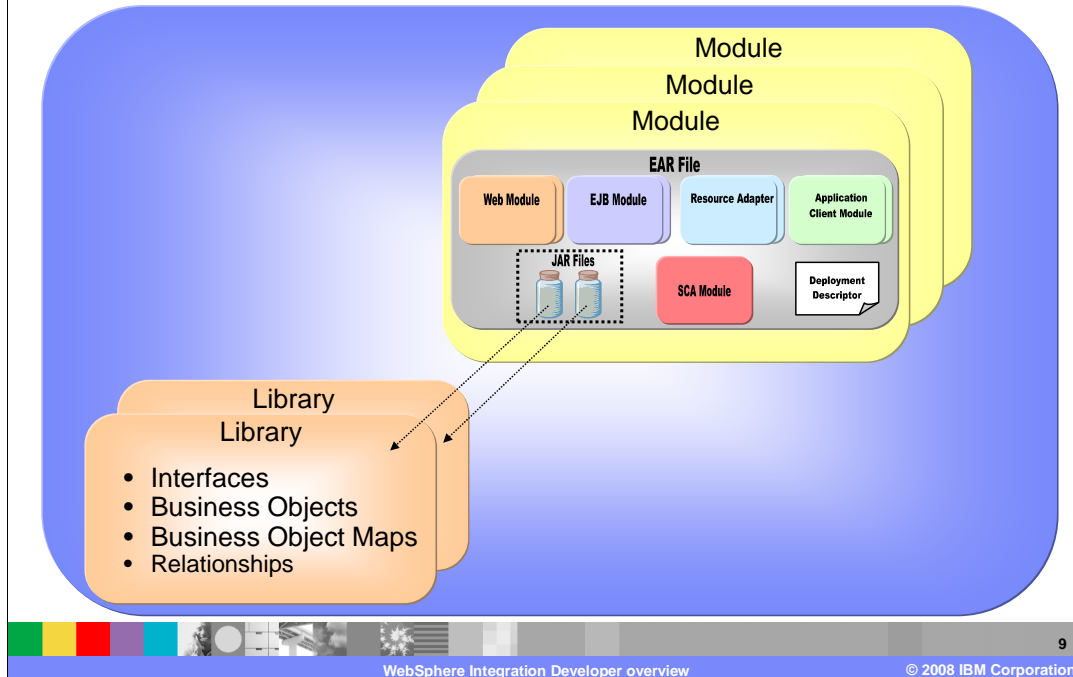 Module
Module
Module
EAR File
Web Module
EJB Module
Resource Adapter
Application
Client Module
JAR Files
SCA Module
Deployment
Descriptor
Library
Library
• Interfaces
• Business Objects
• Business Object Maps
• Relationships
9
WebSphere Integration Developer overview
© 2008 IBM Corporation